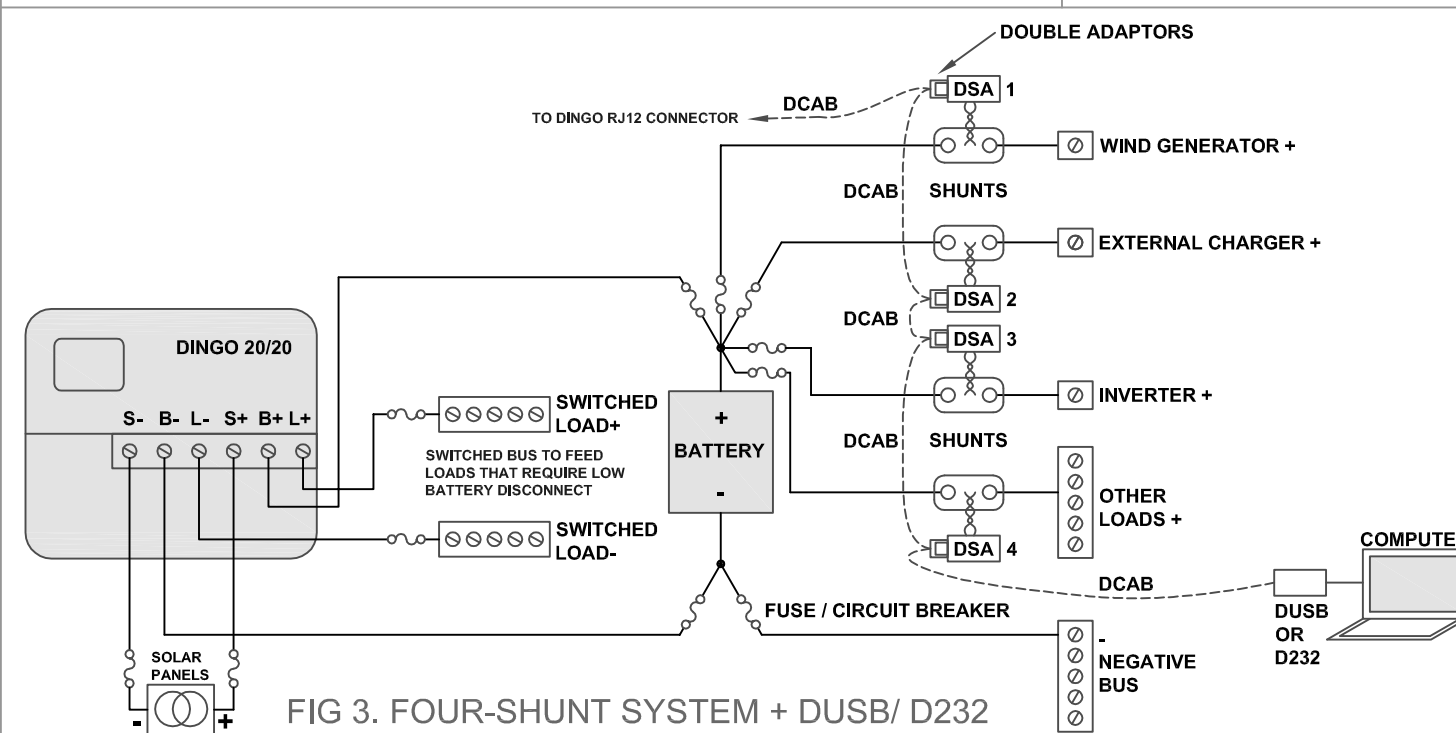 DOUBLE ADAPTORS
DSA 1
DCAB
TO DINGO RJ12 CONNECTOR
WIND GENERATOR +
DCAB
SHUNTS
EXTERNAL CHARGER +
DSA 2
DCAB
DSA 3
DINGO 20/20
INVERTER +
S- B- L- S+ B+ L+
SWITCHED
LOAD+
SWITCHED BUS TO FEED
LOADS THAT REQUIRE LOW
BATTERY DISCONNECT
+
BATTERY
-
DCAB
SHUNTS
OTHER
LOADS +
SWITCHED
LOAD-
DSA 4
COMPUTE
DCAB
DUSB
OR
D232
FUSE / CIRCUIT BREAKER
-
NEGATIVE
BUS
SOLAR
PANELS
- +
FIG 3. FOUR-SHUNT SYSTEM + DUSB/ D232